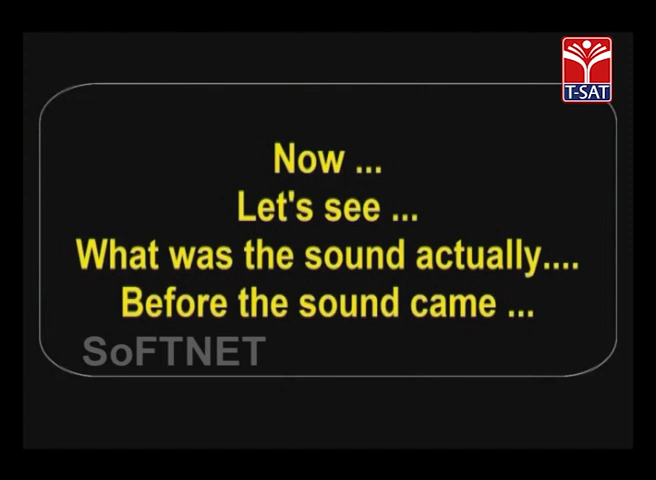 T-SAT
Now ...
Let's see ...
What was the sound actually....
Before the sound came ...
SoFTNET